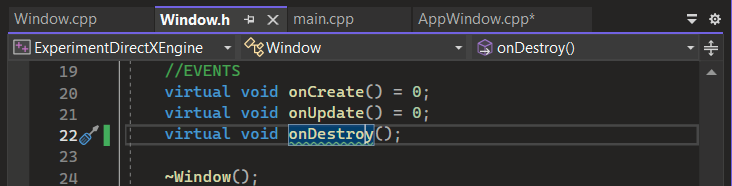 Window.cpp Window.h main.cpp AppWindow.cpp*
ExperimentDirectXEngine Window onDestroy()
19 //EVENTS
20 virtual void onCreate() = 0;
21 virtual void onUpdate() = 0;
22 virtual void onDestroy();
23
24 ~Window();